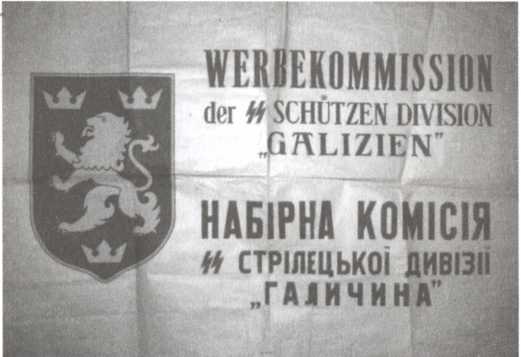 WERBEKOMMISSION
der ᛋᛋ SCHÜTZEN DIVISION
„GALIZIEN”
НАБІРНА КОМІСІЯ
ᛋᛋ СТРІЛЕЦЬКОЇ ДИВІЗІЇ
„ГАЛИЧИНА”